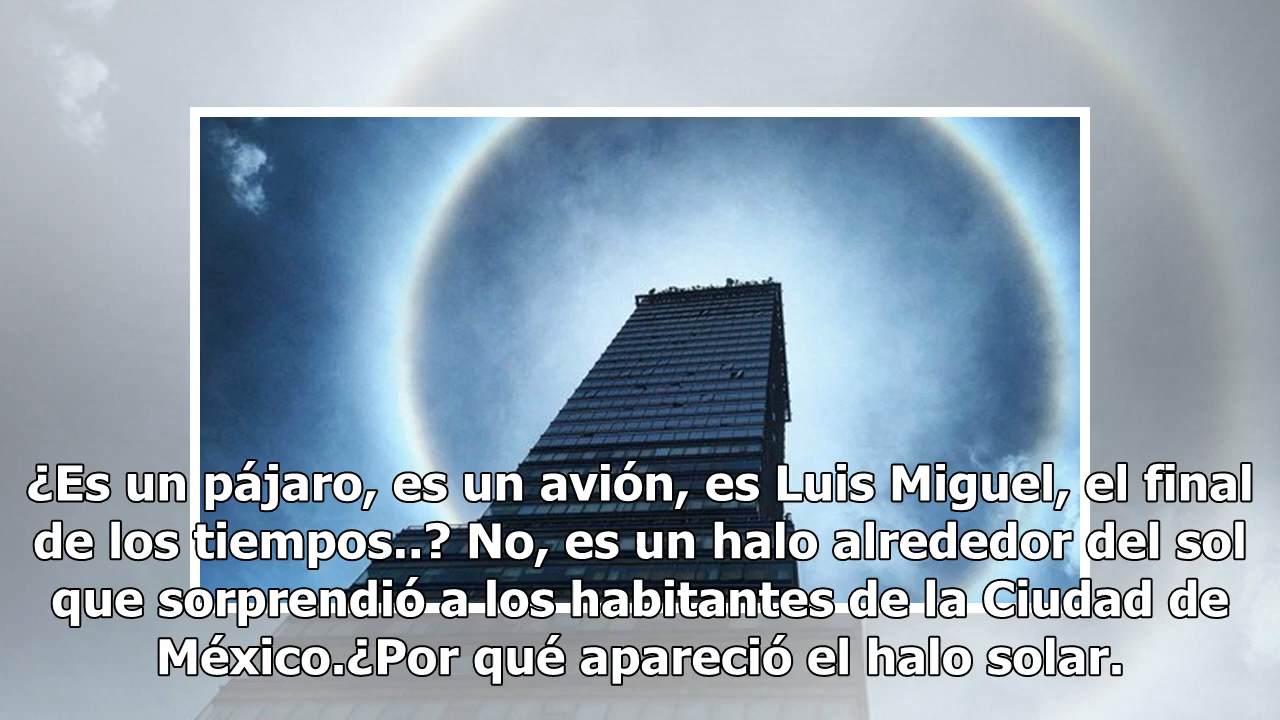 ¿Es un pájaro, es un avión, es Luis Miguel, el final
de los tiempos..? No, es un halo alrededor del sol
que sorprendió a los habitantes de la Ciudad de
México.¿Por qué apareció el halo solar.